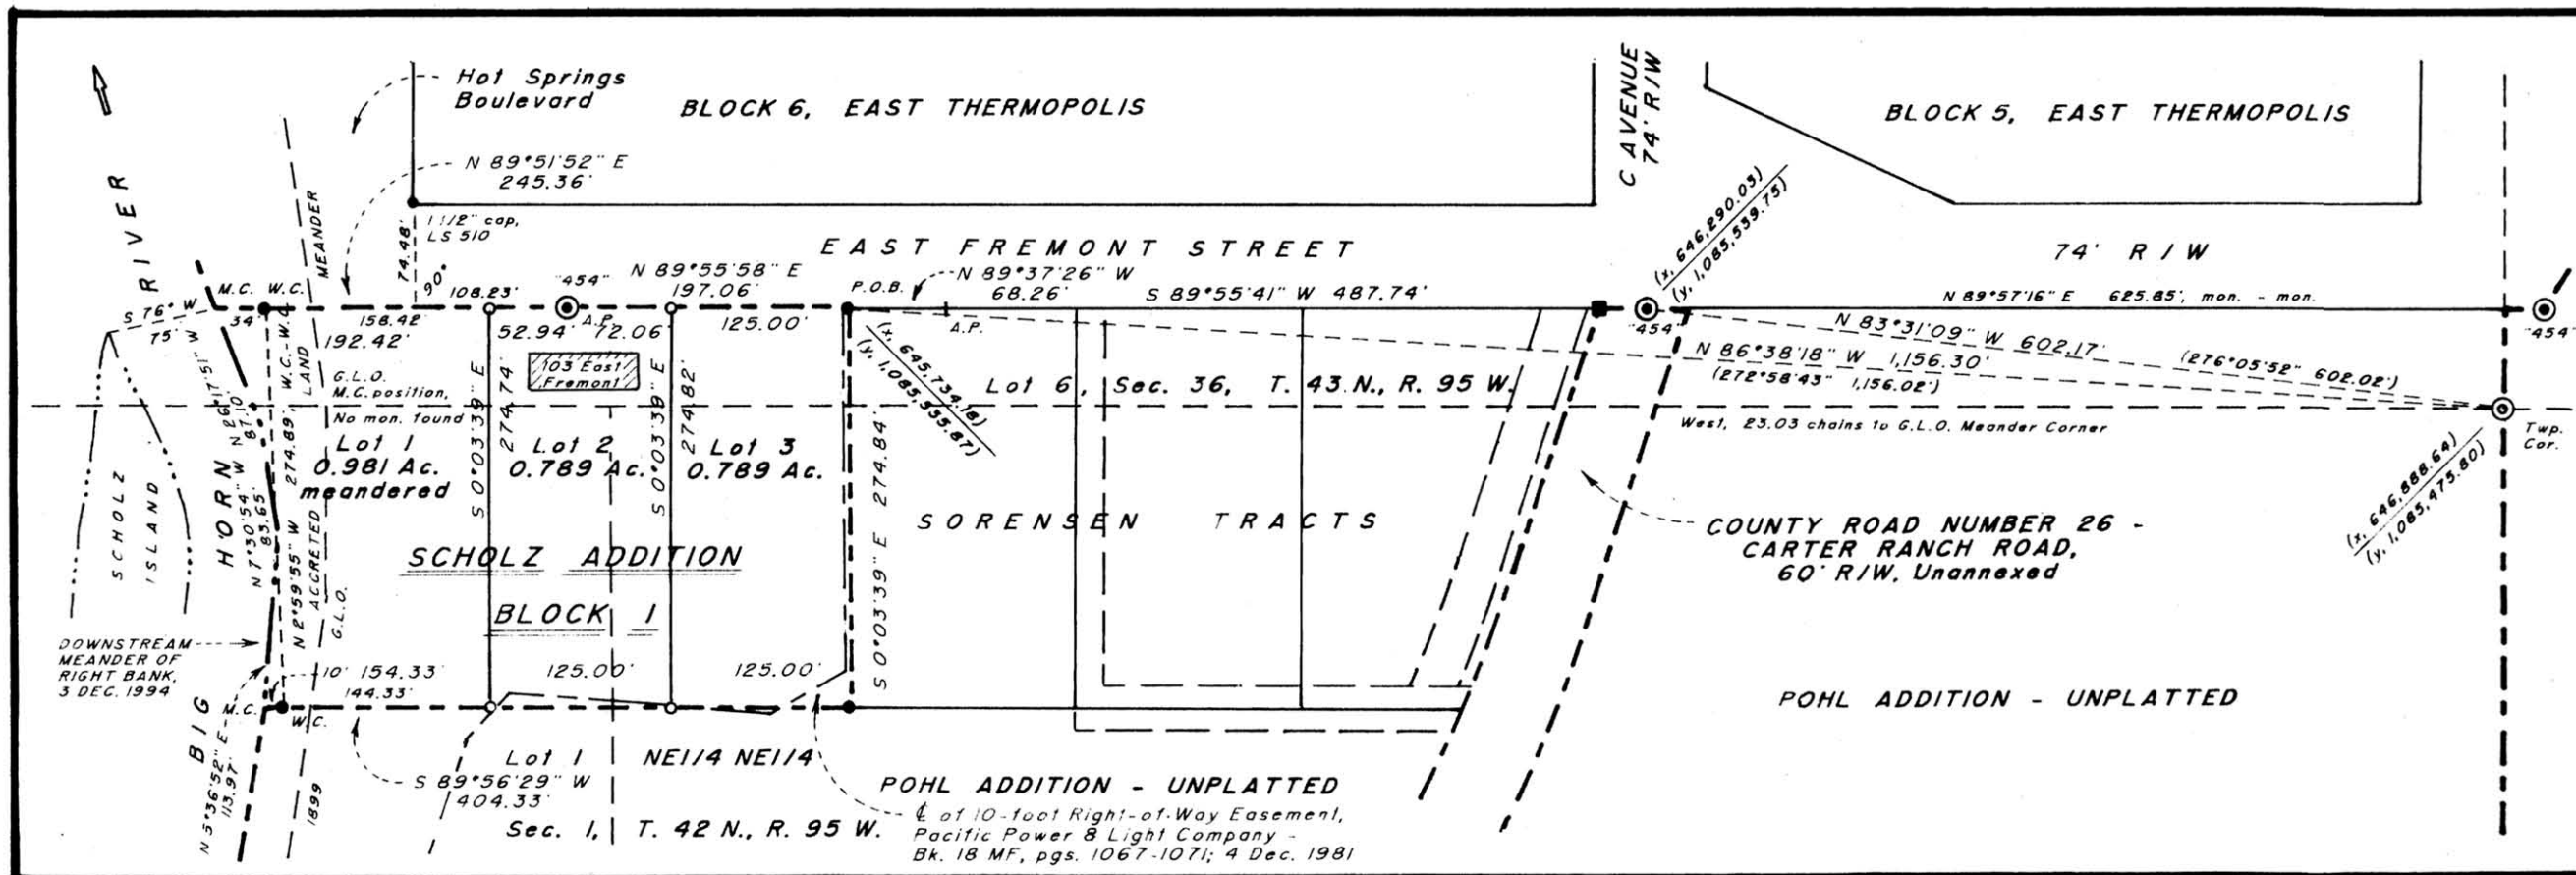 Hot Springs
Boulevard
BLOCK 6, EAST THERMOPOLIS
C AVENUE
74' R/W
BLOCK 5, EAST THERMOPOLIS
N 89°51'52" E
245.36'
RIVER
MEANDER
74.48'
1 1/2" cap,
LS 510
90°
EAST FREMONT STREET
74' R/W
(x, 646,290.03)
(y, 1,085,539.75)
M.C. W.C.
"454"
N 89°55'58" E
197.06'
P.O.B.
N 89°37'26" W
68.26'
S 89°55'41" W 487.74'
N 89°57'16" E 625.85', mon. - mon.
S 76° W
75'
34'
158.42'
108.23'
192.42'
52.94'
A.P.
72.06'
125.00'
A.P.
"454"
"454"
N 83°31'09" W 602.17'
(276°05'52" 602.02')
N 86°38'18" W 1,156.30'
(272°58'43" 1,156.02')
(x, 645,734.18)
(y, 1,085,535.87)
103 East
Fremont
G.L.O.
M.C. position,
No mon. found
LAND
W.C.-W.C.
N 26°17'51" W
87.10'
274.89'
S 0°03'39" E
274.74'
S 0°03'39" E
274.82'
Lot 6, Sec. 36, T. 43 N., R. 95 W.
West, 23.03 chains to G.L.O. Meander Corner
Twp.
Cor.
(x, 646,888.64)
(y, 1,085,475.80)
Lot 1
0.981 Ac.
meandered
Lot 2
0.789 Ac.
Lot 3
0.789 Ac.
SCHOLZ
ISLAND
HORN
N 7°30'54" W
83.65'
N 2°59'55" W
ACCRETED
G.L.O.
S 0°03'39" E 274.84'
SORENSEN TRACTS
COUNTY ROAD NUMBER 26 -
CARTER RANCH ROAD,
60' R/W, Unannexed
SCHOLZ ADDITION
BLOCK 1
DOWNSTREAM
MEANDER OF
RIGHT BANK,
3 DEC. 1994
10' 154.33'
144.33'
125.00'
125.00'
M.C.
W.C.
BIG
N 5°36'52" E
113.97'
1899
POHL ADDITION - UNPLATTED
Lot 1 NE1/4 NE1/4
S 89°56'29" W
404.33'
POHL ADDITION - UNPLATTED
℄ of 10-foot Right-of-Way Easement,
Pacific Power & Light Company -
Bk. 18 MF, pgs. 1067-1071; 4 Dec. 1981
Sec. 1, T. 42 N., R. 95 W.